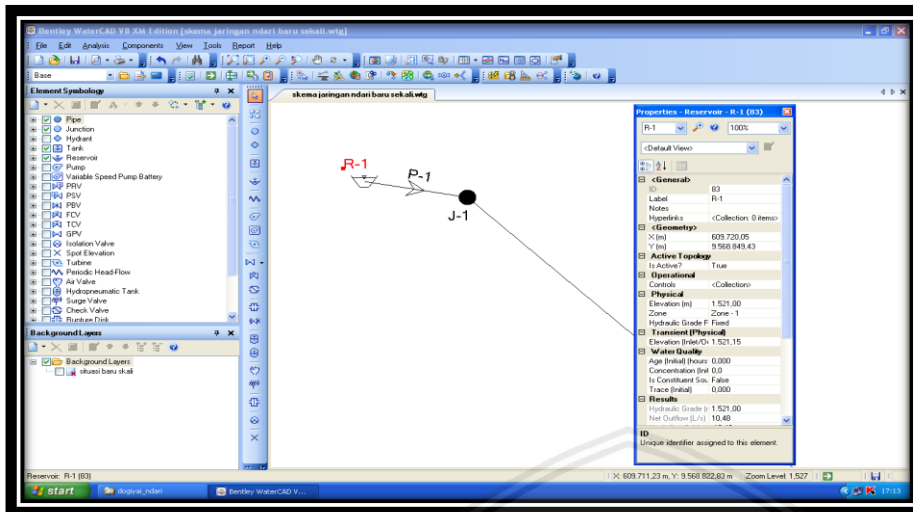 Bentley WaterCAD V8 XM Edition [skema jaringan ndari baru sekali.wtg]
File Edit Analysis Components View Tools Report Help
Base
Element Symbology
Pipe
Junction
Hydrant
Tank
Reservoir
Pump
Variable Speed Pump Battery
PRV
PSV
PBV
FCV
TCV
GPV
Isolation Valve
Spot Elevation
Turbine
Periodic Head-Flow
Air Valve
Hydropneumatic Tank
Surge Valve
Check Valve
Rupture Disk
Background Layers
Background Layers
situasi baru skali
skema jaringan ndari baru sekali.wtg
R-1
P-1
J-1
Properties - Reservoir - R-1 (83)
R-1 100%
<Default View>
<General>
ID 83
Label R-1
Notes
Hyperlinks <Collection: 0 items>
<Geometry>
X (m) 609.720,05
Y (m) 9.568.849,43
Active Topology
Is Active? True
Operational
Controls <Collection>
Physical
Elevation (m) 1.521,00
Zone Zone - 1
Hydraulic Grade F Fixed
Transient (Physical)
Elevation (Inlet/O 1.521,15
Water Quality
Age (Initial) (hours 0,000
Concentration (Init 0,0
Is Constituent Sou False
Trace (Initial) 0,000
Results
Hydraulic Grade ( 1.521,00
Net Outflow (L/s) 10,48
ID
Unique identifier assigned to this element.
Reservoir: R-1 (83)
X: 609.711,23 m, Y: 9.568.822,83 m Zoom Level: 1.527
start dogiyai_ndari Bentley WaterCAD V... 17:13